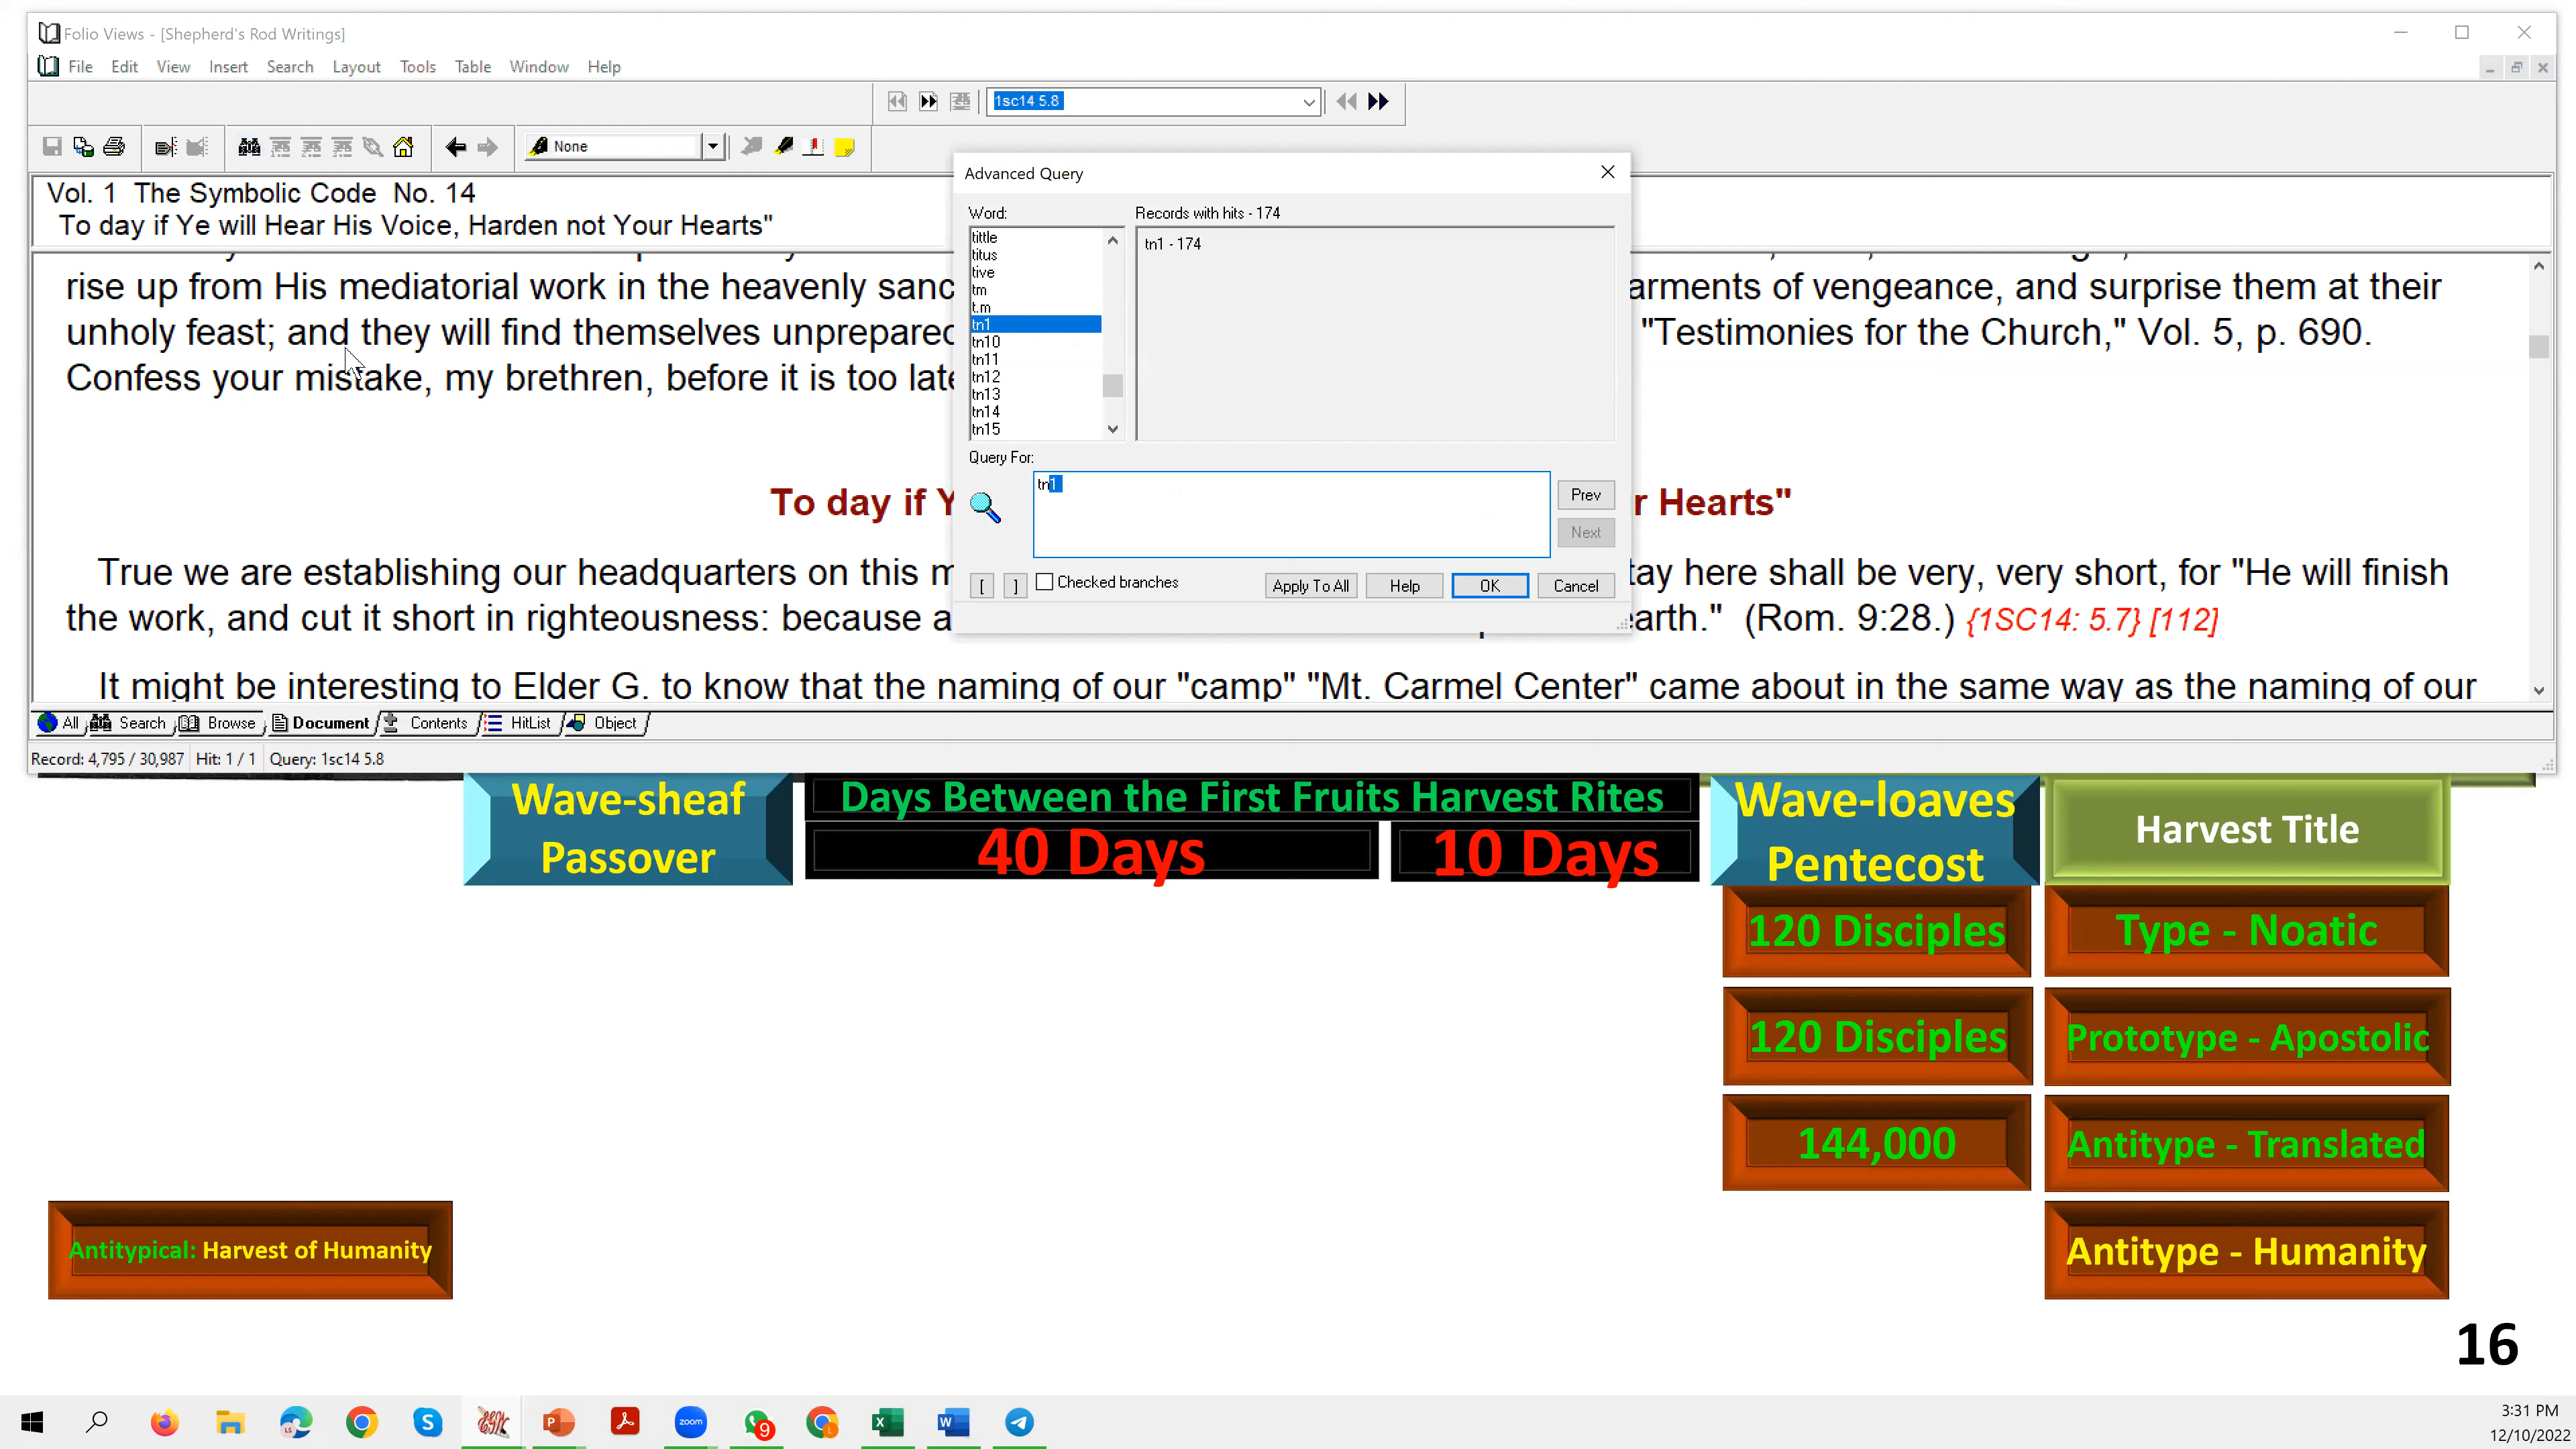 Folio Views - [Shepherd's Rod Writings]
File Edit View Insert Search Layout Tools Table Window Help
1sc14 5.8
None
Vol. 1 The Symbolic Code No. 14
To day if Ye will Hear His Voice, Harden not Your Hearts"
rise up from His mediatorial work in the heavenly sanc
arments of vengeance, and surprise them at their
unholy feast; and they will find themselves unprepared
"Testimonies for the Church," Vol. 5, p. 690.
Confess your mistake, my brethren, before it is too late
To day if Y
r Hearts"
True we are establishing our headquarters on this m
tay here shall be very, very short, for "He will finish
the work, and cut it short in righteousness: because a
earth." (Rom. 9:28.) {1SC14: 5.7} [112]
It might be interesting to Elder G. to know that the naming of our "camp" "Mt. Carmel Center" came about in the same way as the naming of our
Advanced Query
Word:
Records with hits - 174
tittle
titus
tive
tm
t.m
tn1
tn10
tn11
tn12
tn13
tn14
tn15
tn1 - 174
Query For:
tn1
Prev
Next
[ ] Checked branches
Apply To All Help OK Cancel
All Search Browse Document Contents HitList Object
Record: 4,795 / 30,987 Hit: 1 / 1 Query: 1sc14 5.8
Wave-sheaf
Passover
Days Between the First Fruits Harvest Rites
40 Days
10 Days
Wave-loaves
Pentecost
Harvest Title
120 Disciples
Type - Noatic
120 Disciples
Prototype - Apostolic
144,000
Antitype - Translated
Antitypical: Harvest of Humanity
Antitype - Humanity
16
LS
S
P
zoom
9
L
X
W
3:31 PM
12/10/2022